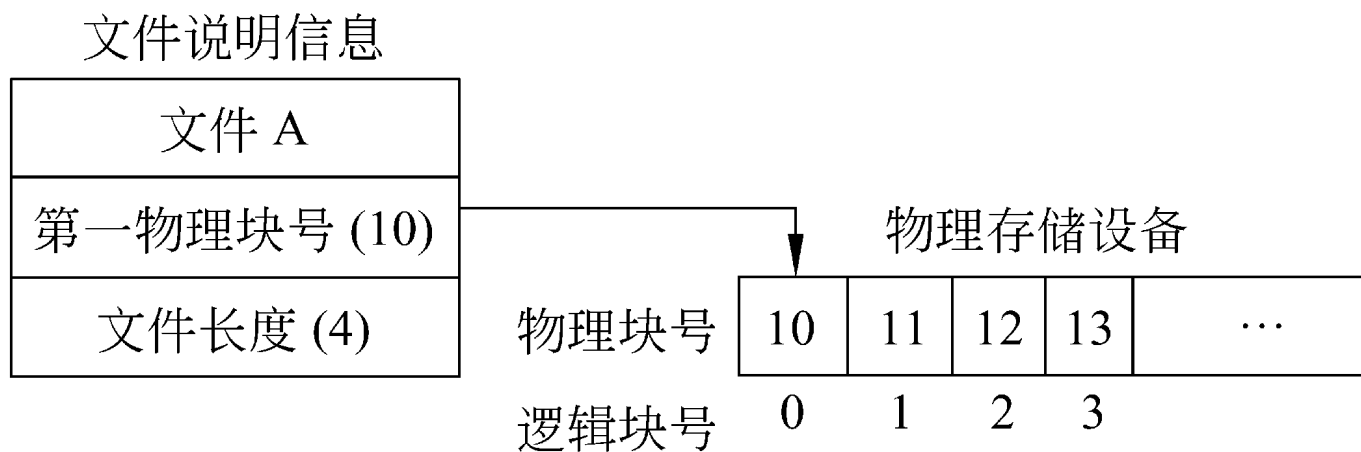 文件说明信息
文件 A
第一物理块号 (10)
文件长度 (4)
物理存储设备
物理块号 10 11 12 13 …
逻辑块号 0 1 2 3